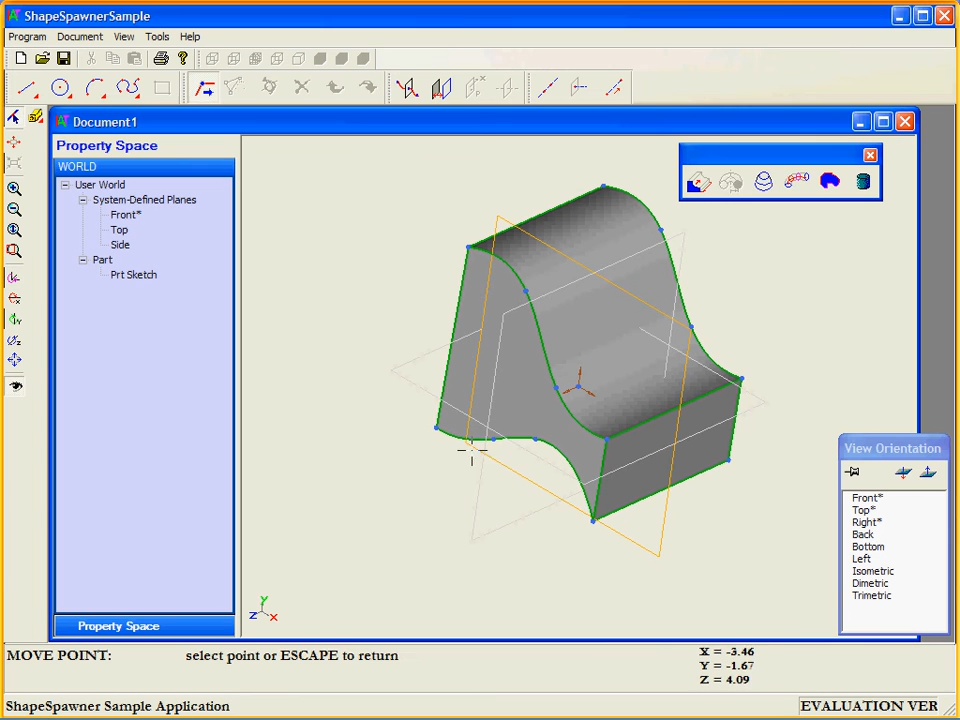 ShapeSpawnerSample
Program Document View Tools Help
Document1
Property Space
WORLD
User World
System-Defined Planes
Front*
Top
Side
Part
Prt Sketch
Property Space
View Orientation
Front*
Top*
Right*
Back
Bottom
Left
Isometric
Dimetric
Trimetric
Y
Z X
MOVE POINT: select point or ESCAPE to return
X = -3.46
Y = -1.67
Z = 4.09
ShapeSpawner Sample Application EVALUATION VER